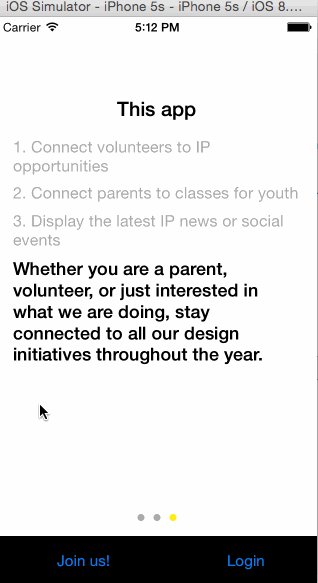 iOS Simulator - iPhone 5s - iPhone 5s / iOS 8....
Carrier 5:12 PM
This app
1. Connect volunteers to IP
opportunities
2. Connect parents to classes for youth
3. Display the latest IP news or social
events
Whether you are a parent,
volunteer, or just interested in
what we are doing, stay
connected to all our design
initiatives throughout the year.
Join us! Login